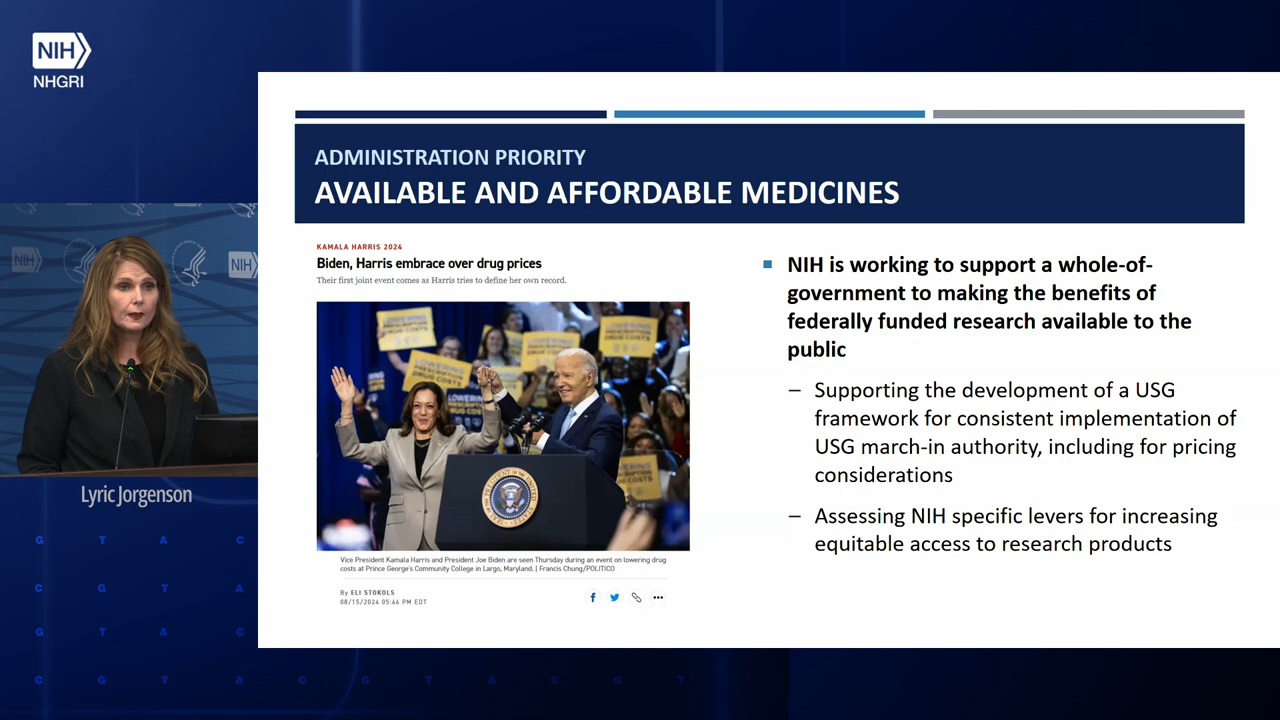 NIH
NHGRI
ADMINISTRATION PRIORITY
AVAILABLE AND AFFORDABLE MEDICINES
KAMALA HARRIS 2024
Biden, Harris embrace over drug prices
Their first joint event comes as Harris tries to define her own record.
LOWERING
PRESCRIPTION
DRUG COSTS
Vice President Kamala Harris and President Joe Biden are seen Thursday during an event on lowering drug
costs at Prince George's Community College in Largo, Maryland. | Francis Chung/POLITICO
By ELI STOKOLS
08/15/2024 05:46 PM EDT
NIH is working to support a whole-of-
government to making the benefits of
federally funded research available to the
public
– Supporting the development of a USG
framework for consistent implementation of
USG march-in authority, including for pricing
considerations
– Assessing NIH specific levers for increasing
equitable access to research products
NIH
NIH
Lyric Jorgenson
G T A C
C G T A
G T A C
C G T A C G T A C G T